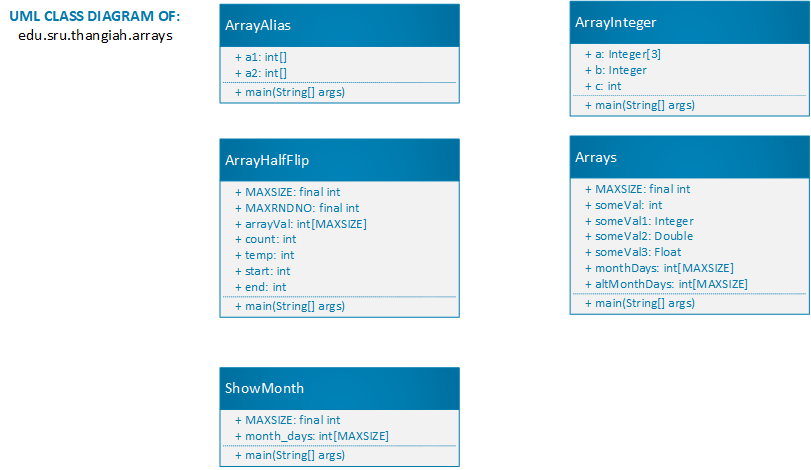 UML CLASS DIAGRAM OF:
edu.sru.thangiah.arrays
ArrayAlias
+ a1: int[]
+ a2: int[]
+ main(String[] args)
ArrayInteger
+ a: Integer[3]
+ b: Integer
+ c: int
+ main(String[] args)
ArrayHalfFlip
+ MAXSIZE: final int
+ MAXRNDNO: final int
+ arrayVal: int[MAXSIZE]
+ count: int
+ temp: int
+ start: int
+ end: int
+ main(String[] args)
Arrays
+ MAXSIZE: final int
+ someVal: int
+ someVal1: Integer
+ someVal2: Double
+ someVal3: Float
+ monthDays: int[MAXSIZE]
+ altMonthDays: int[MAXSIZE]
+ main(String[] args)
ShowMonth
+ MAXSIZE: final int
+ month_days: int[MAXSIZE]
+ main(String[] args)